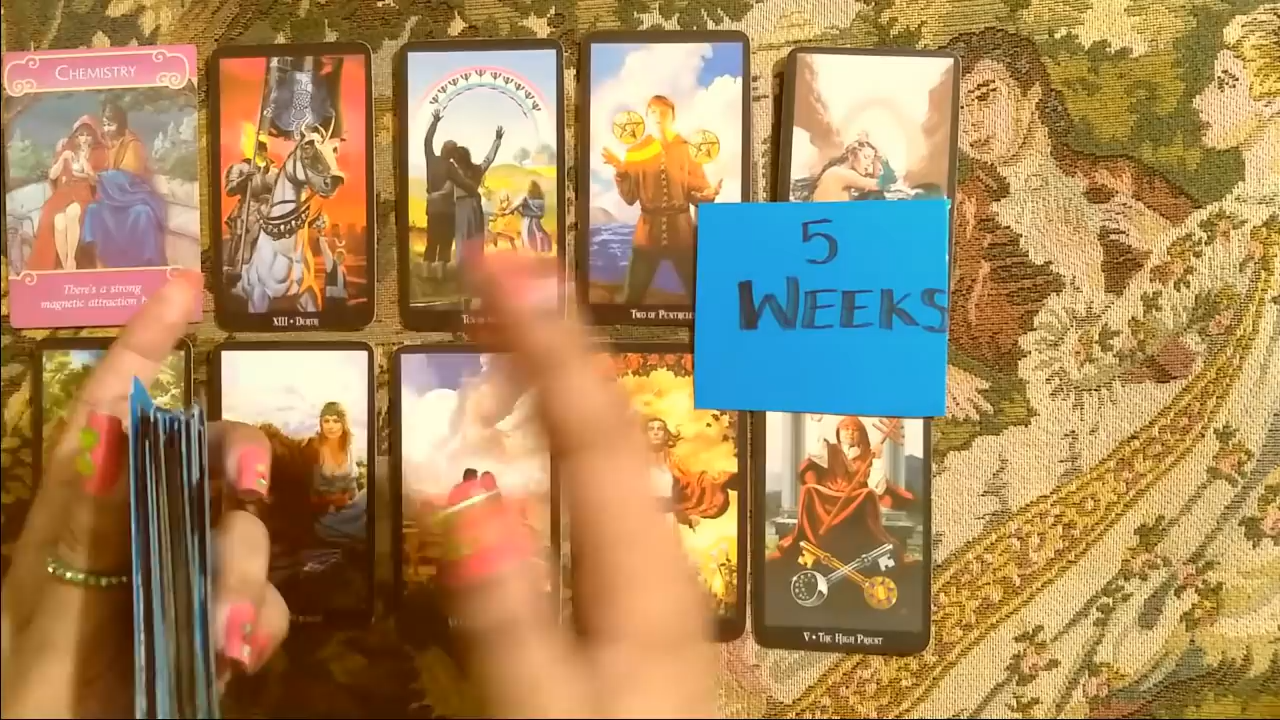 CHEMISTRY
There's a strong
magnetic attraction
XIII • DEATH
TWO OF PENTACLES
5
WEEKS
V • THE HIGH PRIEST